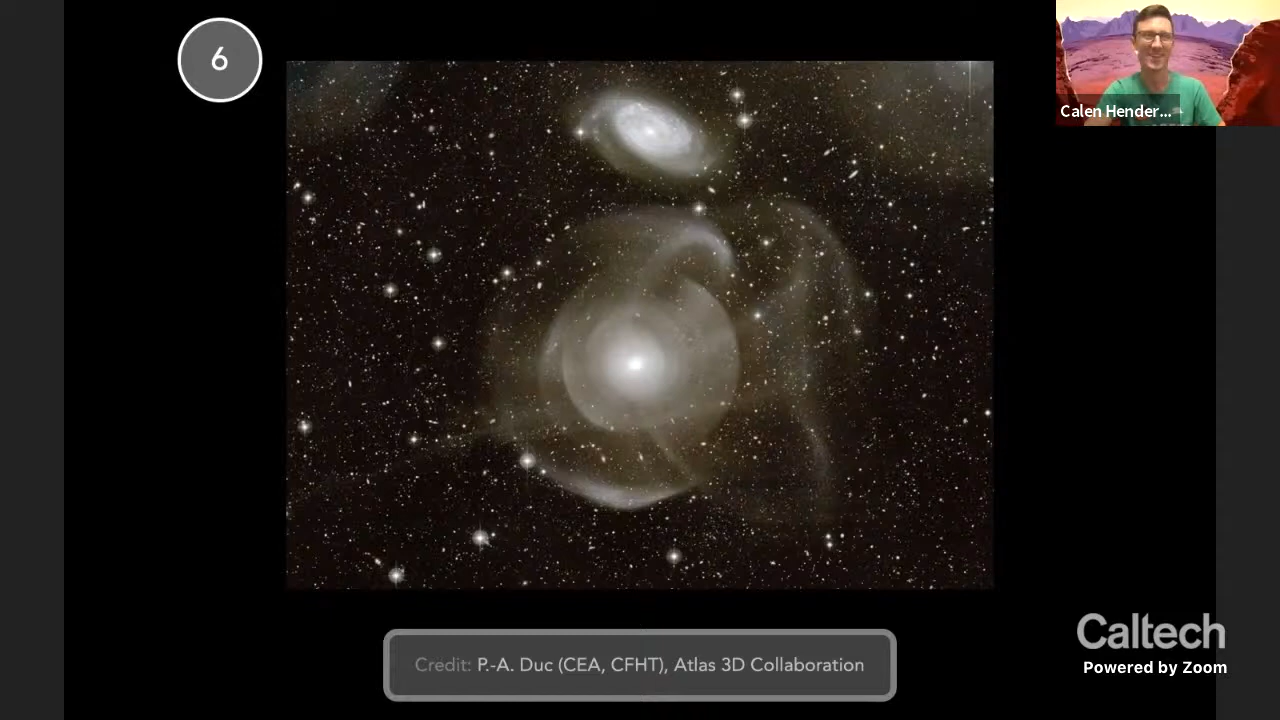 6
Calen Hender...
Credit: P.-A. Duc (CEA, CFHT), Atlas 3D Collaboration
Caltech
Powered by Zoom